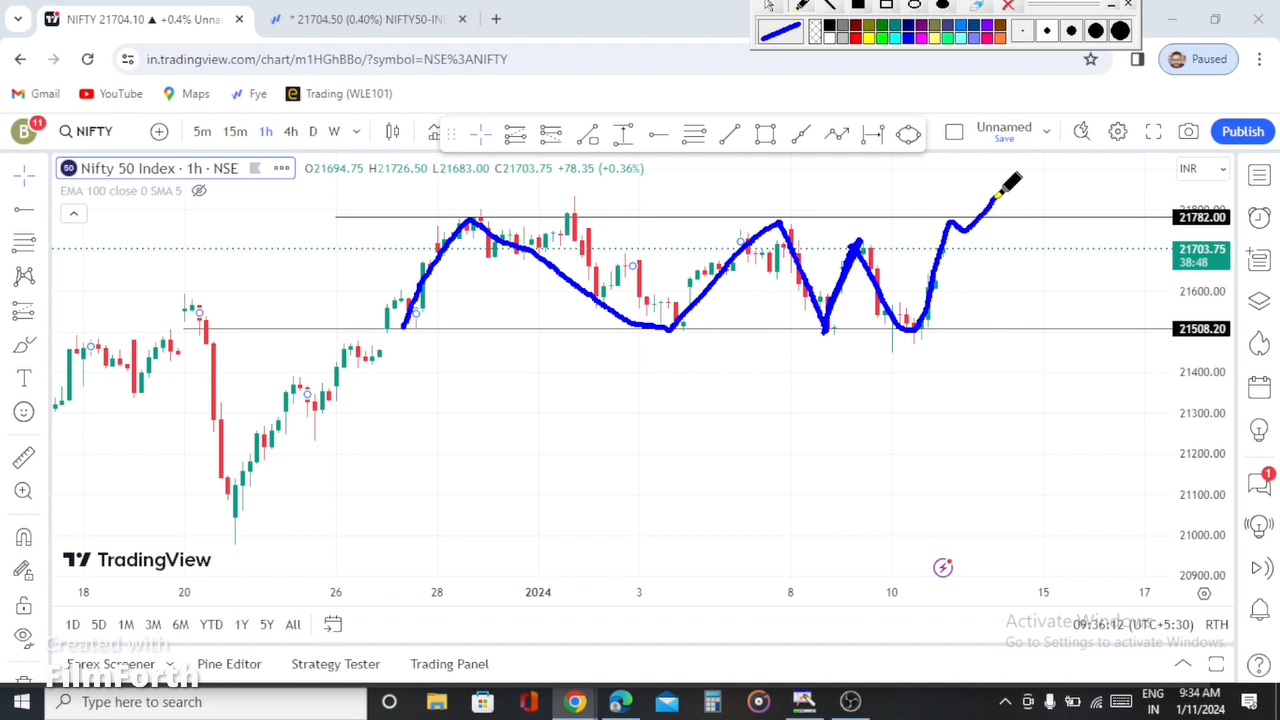 NIFTY 21704.10 ▲ +0.4% Unna
* 21704.50 (0.40%) NIFTY50-IN
in.tradingview.com/chart/m1HGhBBo/?symbol=NSE%3ANIFTY
Paused
Gmail
YouTube
Maps
Fye
Trading (WLE101)
B
11
NIFTY
5m 15m 1h 4h D W
Unnamed
Save
Publish
50
Nifty 50 Index · 1h · NSE
O21694.75 H21726.50 L21683.00 C21703.75 +78.35 (+0.36%)
INR
EMA 100 close 0 SMA 5
21800.00
21782.00
21703.75
38:48
21600.00
21508.20
21400.00
21300.00
21200.00
21100.00
21000.00
20900.00
1
TradingView
18 20 26 28 2024 3 8 10 15 17
1D 5D 1M 3M 6M YTD 1Y 5Y All
09:36:12 (UTC+5:30) RTH
Activate Windows
Go to Settings to activate Windows.
Created with
FilmForth
Forex Screener
Pine Editor
Strategy Tester
Trading Panel
Type here to search
ENG
IN
9:34 AM
1/11/2024